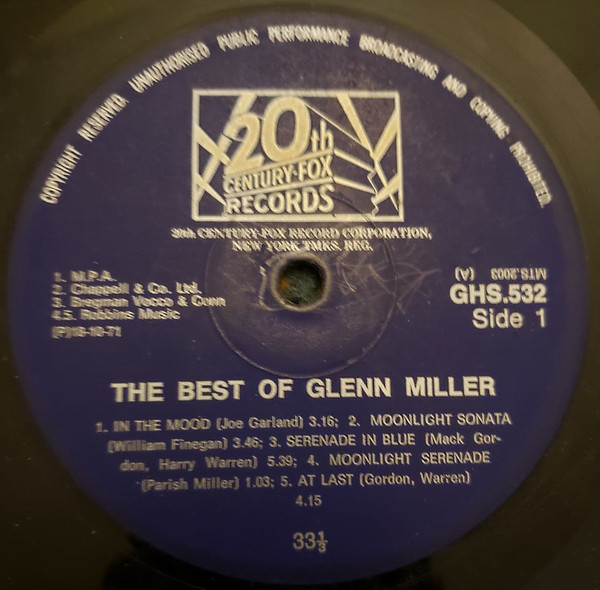 COPYRIGHT RESERVED. UNAUTHORISED PUBLIC PERFORMANCE BROADCASTING AND COPYING PROHIBITED
20th
CENTURY-FOX
RECORDS
20th CENTURY-FOX RECORD CORPORATION,
NEW YORK TMKS. REG.
1. M.P.A.
2. Chappell & Co. Ltd.
3. Bregman Vocco & Conn
4.5. Robbins Music
(P)18-10-71
MTS.2003 (A)
GHS.532
Side 1
THE BEST OF GLENN MILLER
1. IN THE MOOD (Joe Garland) 3.16; 2. MOONLIGHT SONATA
(William Finegan) 3.46; 3. SERENADE IN BLUE (Mack Gor-
don, Harry Warren) 5.39; 4. MOONLIGHT SERENADE
(Parish Miller) 1.03; 5. AT LAST (Gordon, Warren)
4.15
33⅓